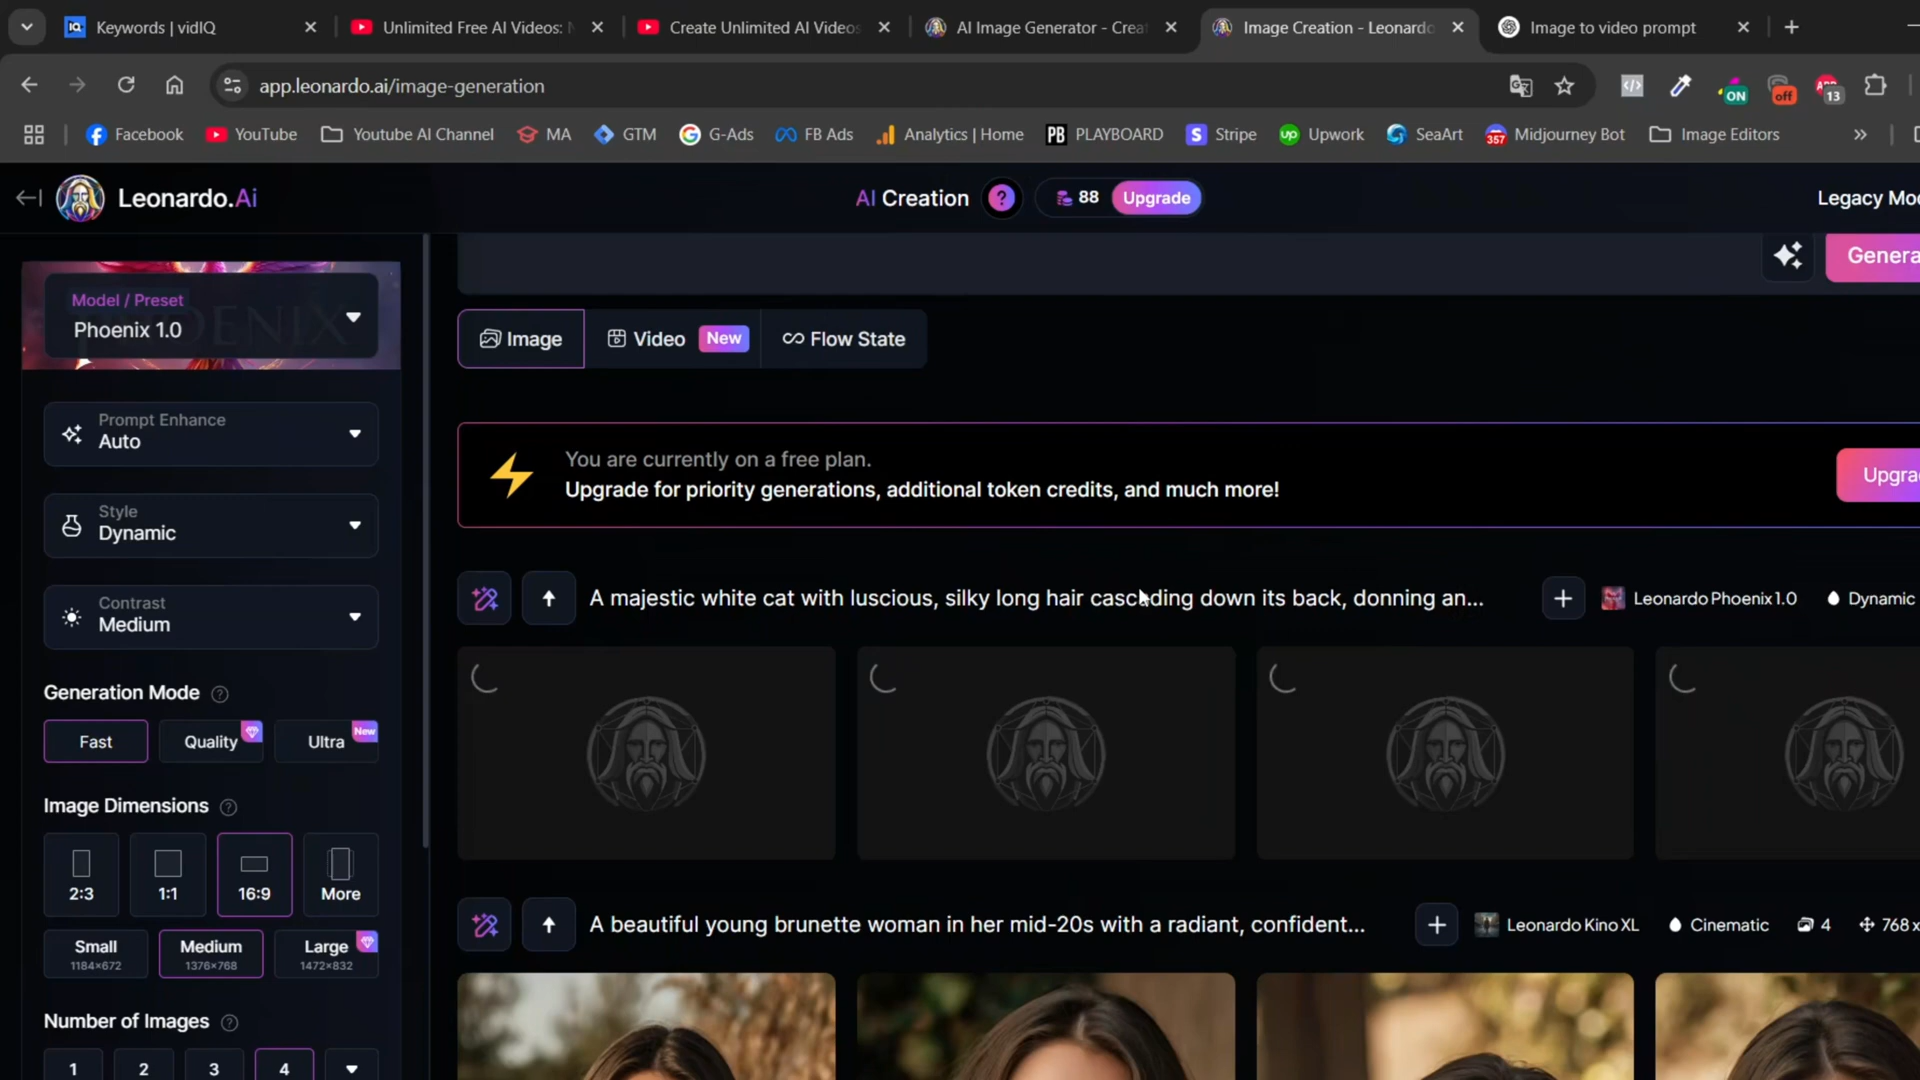 Keywords | vidIQ
Unlimited Free AI Videos:
Create Unlimited AI Videos
AI Image Generator - Crea
Image Creation - Leonardo
Image to video prompt
app.leonardo.ai/image-generation
ON
off
13
Facebook
YouTube
Youtube AI Channel
MA
GTM
G-Ads
FB Ads
Analytics | Home
PB PLAYBOARD
S Stripe
up Upwork
SeaArt
357 Midjourney Bot
Image Editors
Leonardo.Ai
AI Creation
?
88
Upgrade
Legacy Mo
Model / Preset
Phoenix 1.0
Prompt Enhance
Auto
Style
Dynamic
Contrast
Medium
Generation Mode ?
Fast
Quality
Ultra
New
Image Dimensions ?
2:3
1:1
16:9
More
Small
1184×672
Medium
1376×768
Large
1472×832
Number of Images ?
1
2
3
4
Genera
Image
Video
New
Flow State
You are currently on a free plan.
Upgrade for priority generations, additional token credits, and much more!
Upgra
A majestic white cat with luscious, silky long hair cascading down its back, donning an...
Leonardo Phoenix 1.0
Dynamic
A beautiful young brunette woman in her mid-20s with a radiant, confident...
Leonardo Kino XL
Cinematic
4
768 x